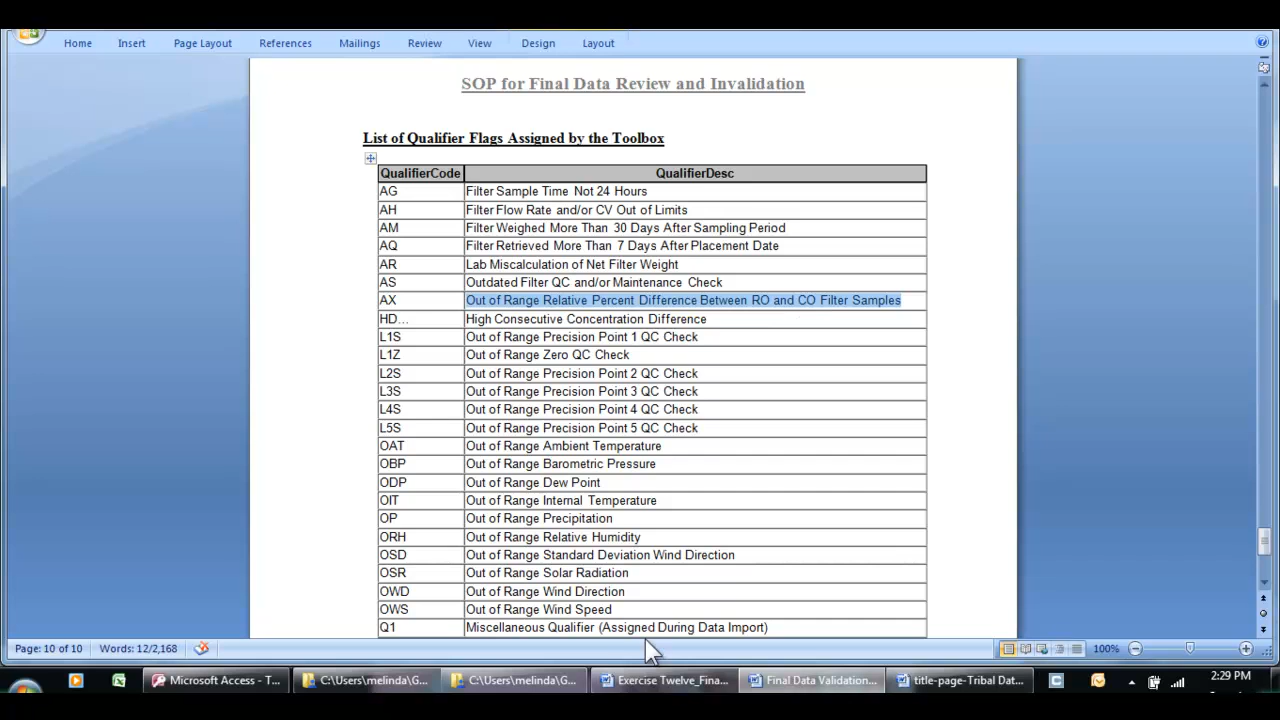 Home Insert Page Layout References Mailings Review View Design Layout
SOP for Final Data Review and Invalidation
List of Qualifier Flags Assigned by the Toolbox
QualifierCode QualifierDesc
AG Filter Sample Time Not 24 Hours
AH Filter Flow Rate and/or CV Out of Limits
AM Filter Weighed More Than 30 Days After Sampling Period
AQ Filter Retrieved More Than 7 Days After Placement Date
AR Lab Miscalculation of Net Filter Weight
AS Outdated Filter QC and/or Maintenance Check
AX Out of Range Relative Percent Difference Between RO and CO Filter Samples
HD... High Consecutive Concentration Difference
L1S Out of Range Precision Point 1 QC Check
L1Z Out of Range Zero QC Check
L2S Out of Range Precision Point 2 QC Check
L3S Out of Range Precision Point 3 QC Check
L4S Out of Range Precision Point 4 QC Check
L5S Out of Range Precision Point 5 QC Check
OAT Out of Range Ambient Temperature
OBP Out of Range Barometric Pressure
ODP Out of Range Dew Point
OIT Out of Range Internal Temperature
OP Out of Range Precipitation
ORH Out of Range Relative Humidity
OSD Out of Range Standard Deviation Wind Direction
OSR Out of Range Solar Radiation
OWD Out of Range Wind Direction
OWS Out of Range Wind Speed
Q1 Miscellaneous Qualifier (Assigned During Data Import)
Page: 10 of 10 Words: 12/2,168 100%
Microsoft Access - T... C:\Users\melinda\G... C:\Users\melinda\G... Exercise Twelve_Fina... Final Data Validation... title-page-Tribal Dat... 2:29 PM